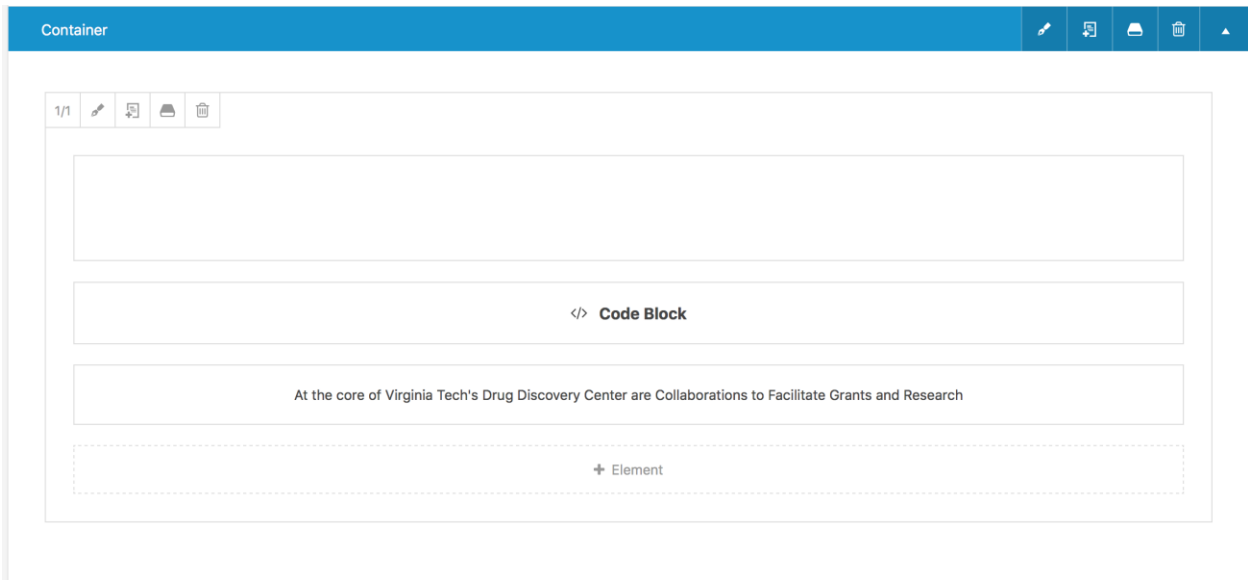 Container
1/1
</> Code Block
At the core of Virginia Tech's Drug Discovery Center are Collaborations to Facilitate Grants and Research
+ Element